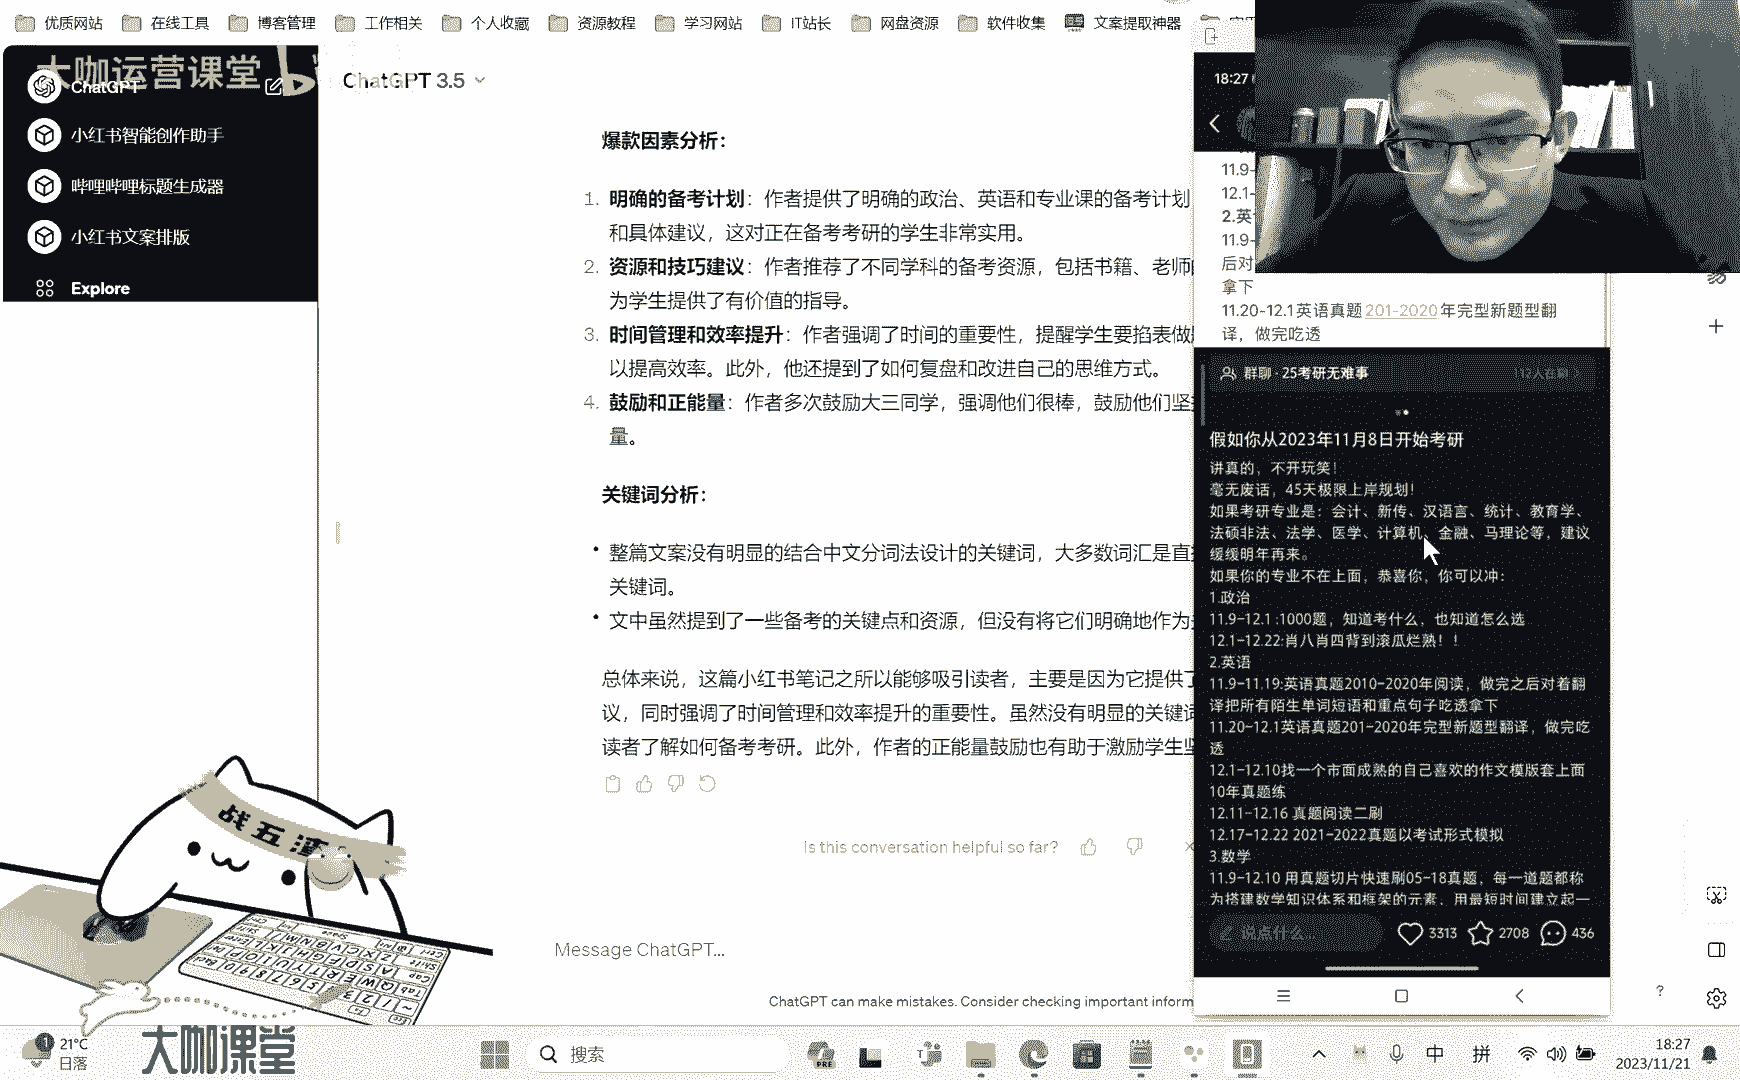 优质网站 在线工具 博客管理 工作相关 个人收藏 资源教程 学习网站 IT站长 网盘资源 软件收集 文案提取神器
大咖运营课堂
ChatGPT
小红书智能创作助手
哔哩哔哩标题生成器
小红书文案排版
Explore
ChatGPT 3.5
爆款因素分析：
1. 明确的备考计划：作者提供了明确的政治、英语和专业课的备考计划
和具体建议，这对正在备考考研的学生非常实用。
2. 资源和技巧建议：作者推荐了不同学科的备考资源，包括书籍、老师
为学生提供了有价值的指导。
3. 时间管理和效率提升：作者强调了时间的重要性，提醒学生要掐表做
以提高效率。此外，他还提到了如何复盘和改进自己的思维方式。
4. 鼓励和正能量：作者多次鼓励大三同学，强调他们很棒，鼓励他们坚
量。
关键词分析：
• 整篇文案没有明显的结合中文分词法设计的关键词，大多数词汇是直
关键词。
• 文中虽然提到了一些备考的关键点和资源，但没有将它们明确地作为
总体来说，这篇小红书笔记之所以能够吸引读者，主要是因为它提供了
议，同时强调了时间管理和效率提升的重要性。虽然没有明显的关键词
读者了解如何备考考研。此外，作者的正能量鼓励也有助于激励学生坚
Is this conversation helpful so far?
Message ChatGPT...
ChatGPT can make mistakes. Consider checking important inform
18:27
11.9-
12.1-
2.英
11.9-
后对
拿下
11.20-12.1英语真题201-2020年完型新题型翻
译，做完吃透
群聊·25考研无难事 112人在聊
假如你从2023年11月8日开始考研
讲真的，不开玩笑！
毫无废话，45天极限上岸规划！
如果考研专业是：会计、新传、汉语言、统计、教育学、
法硕非法、法学、医学、计算机、金融、马理论等，建议
缓缓明年再来。
如果你的专业不在上面，恭喜你，你可以冲：
1.政治
11.9-12.1 :1000题，知道考什么，也知道怎么选
12.1-12.22:肖八肖四背到滚瓜烂熟！！
2.英语
11.9-11.19:英语真题2010-2020年阅读，做完之后对着翻
译把所有陌生单词短语和重点句子吃透拿下
11.20-12.1英语真题201-2020年完型新题型翻译，做完吃
透
12.1-12.10找一个市面成熟的自己喜欢的作文模版套上面
10年真题练
12.11-12.16 真题阅读二刷
12.17-12.22 2021-2022真题以考试形式模拟
3.数学
11.9-12.10 用真题切片快速刷05-18真题，每一道题都称
为搭建数学知识体系和框架的元素，用最短时间建立起一
说点什么... 3313 2708 436
战五渣
大咖课堂
21°C
日落
搜索
中 拼
18:27
2023/11/21